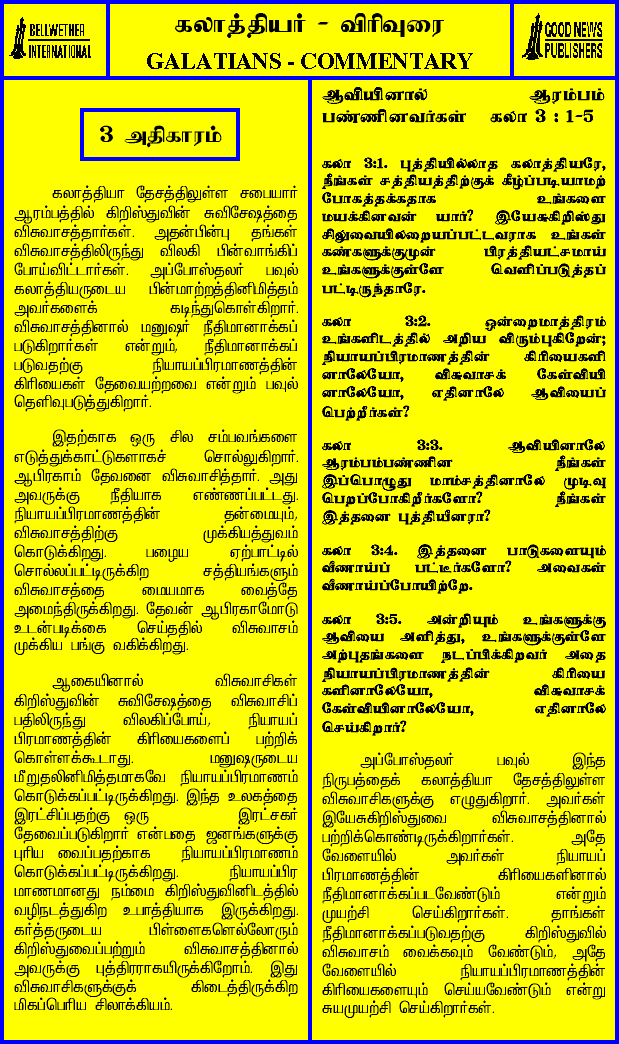 BELLWETHER
INTERNATIONAL
கலாத்தியர் - விரிவுரை
GALATIANS - COMMENTARY
GOOD NEWS
PUBLISHERS
3 அதிகாரம்
கலாத்தியா தேசத்திலுள்ள சபையார்
ஆரம்பத்தில் கிறிஸ்துவின் சுவிசேஷத்தை
விசுவாசத்தார்கள். அதன்பின்பு தங்கள்
விசுவாசத்திலிருந்து விலகி பின்வாங்கிப்
போய்விட்டார்கள். அப்போஸ்தலர் பவுல்
கலாத்தியருடைய பின்மாற்றத்தினிமித்தம்
அவர்களைக் கடிந்துகொள்கிறார்.
விசுவாசத்தினால் மனுஷர் நீதிமானாக்கப்
படுகிறார்கள் என்றும், நீதிமானாக்கப்
படுவதற்கு நியாயப்பிரமாணத்தின்
கிரியைகள் தேவையற்றவை என்றும் பவுல்
தெளிவுபடுத்துகிறார்.
இதற்காக ஒரு சில சம்பவங்களை
எடுத்துக்காட்டுகளாகச் சொல்லுகிறார்.
ஆபிரகாம் தேவனை விசுவாசித்தார். அது
அவருக்கு நீதியாக எண்ணப்பட்டது.
நியாயப்பிரமாணத்தின் தன்மையும்,
விசுவாசத்திற்கு முக்கியத்துவம்
கொடுக்கிறது. பழைய ஏற்பாட்டில்
சொல்லப்பட்டிருக்கிற சத்தியங்களும்
விசுவாசத்தை மையமாக வைத்தே
அமைந்திருக்கிறது. தேவன் ஆபிரகாமோடு
உடன்படிக்கை செய்ததில் விசுவாசம்
முக்கிய பங்கு வகிக்கிறது.
ஆகையினால் விசுவாசிகள்
கிறிஸ்துவின் சுவிசேஷத்தை விசுவாசிப்
பதிலிருந்து விலகிப்போய், நியாயப்
பிரமாணத்தின் கிரியைகளைப் பற்றிக்
கொள்ளக்கூடாது. மனுஷருடைய
மீறுதலினிமித்தமாகவே நியாயப்பிரமாணம்
கொடுக்கப்பட்டிருக்கிறது. இந்த உலகத்தை
இரட்சிப்பதற்கு ஒரு இரட்சகர்
தேவைப்படுகிறார் என்பதை ஜனங்களுக்கு
புரிய வைப்பதற்காக நியாயப்பிரமாணம்
கொடுக்கப்பட்டிருக்கிறது. நியாயப்பிர
மாணமானது நம்மை கிறிஸ்துவினிடத்தில்
வழிநடத்துகிற உபாத்தியாக இருக்கிறது.
கர்த்தருடைய பிள்ளைகளெல்லோரும்
கிறிஸ்துவைப்பற்றும் விசுவாசத்தினால்
அவருக்கு புத்திரராகயிருக்கிறோம். இது
விசுவாசிகளுக்குக் கிடைத்திருக்கிற
மிகப்பெரிய சிலாக்கியம்.
ஆவியினால் ஆரம்பம்
பண்ணினவர்கள் கலா 3 : 1-5
கலா 3:1. புத்தியில்லாத கலாத்தியரே,
நீங்கள் சத்தியத்திற்குக் கீழ்ப்படியாமற்
போகத்தக்கதாக உங்களை
மயக்கினவன் யார்? இயேசுகிறிஸ்து
சிலுவையிலறையப்பட்டவராக உங்கள்
கண்களுக்குமுன் பிரத்தியட்சமாய்
உங்களுக்குள்ளே வெளிப்படுத்தப்
பட்டிருந்தாரே.
கலா 3:2. ஒன்றைமாத்திரம்
உங்களிடத்தில் அறிய விரும்புகிறேன்;
நியாயப்பிரமாணத்தின் கிரியைகளி
னாலேயோ, விசுவாசக் கேள்வியி
னாலேயோ, எதினாலே ஆவியைப்
பெற்றீர்கள்?
கலா 3:3. ஆவியினாலே
ஆரம்பம்பண்ணின நீங்கள்
இப்பொழுது மாம்சத்தினாலே முடிவு
பெறப்போகிறீர்களோ? நீங்கள்
இத்தனை புத்தியீனரா?
கலா 3:4. இத்தனை பாடுகளையும்
வீணாய்ப் பட்டீர்களோ? அவைகள்
வீணாய்ப்போயிற்றே.
கலா 3:5. அன்றியும் உங்களுக்கு
ஆவியை அளித்து, உங்களுக்குள்ளே
அற்புதங்களை நடப்பிக்கிறவர் அதை
நியாயப்பிரமாணத்தின் கிரியை
களினாலேயோ, விசுவாசக்
கேள்வியினாலேயோ, எதினாலே
செய்கிறார்?
அப்போஸ்தலர் பவுல் இந்த
நிருபத்தைக் கலாத்தியா தேசத்திலுள்ள
விசுவாசிகளுக்கு எழுதுகிறார். அவர்கள்
இயேசுகிறிஸ்துவை விசுவாசத்தினால்
பற்றிக்கொண்டிருக்கிறார்கள். அதே
வேளையில் அவர்கள் நியாயப்
பிரமாணத்தின் கிரியைகளினால்
நீதிமானாக்கப்படவேண்டும் என்றும்
முயற்சி செய்கிறார்கள். தாங்கள்
நீதிமானாக்கப்படுவதற்கு கிறிஸ்துவில்
விசுவாசம் வைக்கவும் வேண்டும், அதே
வேளையில் நியாயப்பிரமாணத்தின்
கிரியைகளையும் செய்யவேண்டும் என்று
சுயமுயற்சி செய்கிறார்கள்.